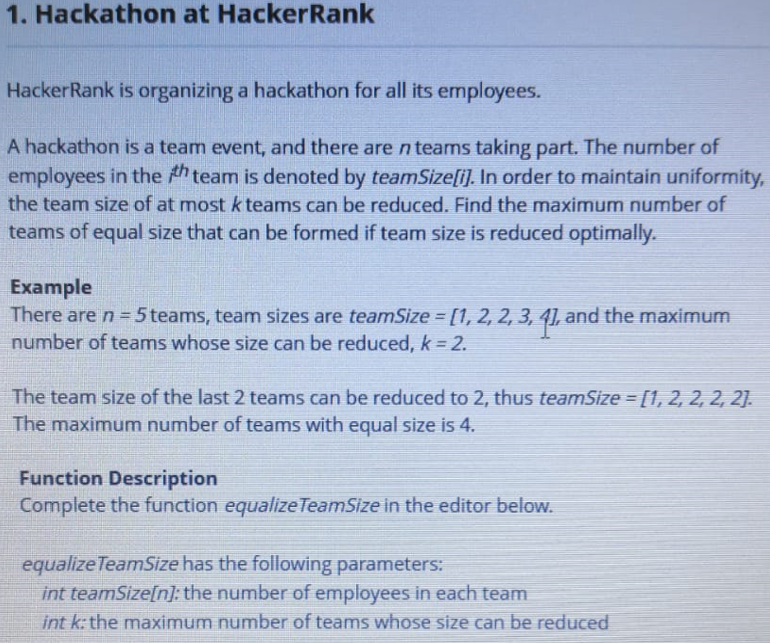 1. Hackathon at HackerRank
HackerRank is organizing a hackathon for all its employees.
A hackathon is a team event, and there are n teams taking part. The number of
employees in the ith team is denoted by teamSize[i]. In order to maintain uniformity,
the team size of at most k teams can be reduced. Find the maximum number of
teams of equal size that can be formed if team size is reduced optimally.
Example
There are n = 5 teams, team sizes are teamSize = [1, 2, 2, 3, 4], and the maximum
number of teams whose size can be reduced, k = 2.
The team size of the last 2 teams can be reduced to 2, thus teamSize = [1, 2, 2, 2, 2].
The maximum number of teams with equal size is 4.
Function Description
Complete the function equalizeTeamSize in the editor below.
equalizeTeamSize has the following parameters:
int teamSize[n]: the number of employees in each team
int k: the maximum number of teams whose size can be reduced